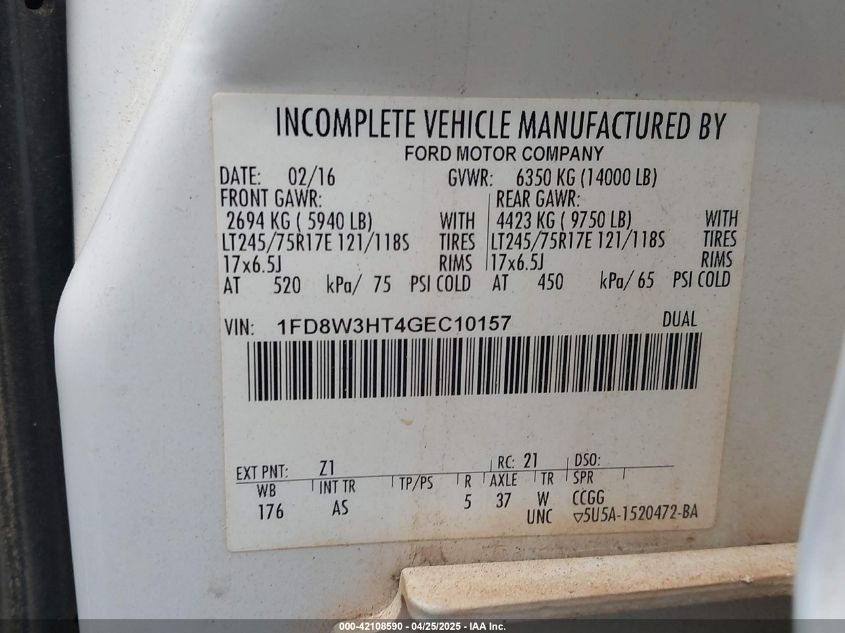 INCOMPLETE VEHICLE MANUFACTURED BY
FORD MOTOR COMPANY
DATE: 02/16 GVWR: 6350 KG (14000 LB)
FRONT GAWR: REAR GAWR:
2694 KG ( 5940 LB) WITH 4423 KG ( 9750 LB) WITH
LT245/75R17E 121/118S TIRES LT245/75R17E 121/118S TIRES
17x6.5J RIMS 17x6.5J RIMS
AT 520 kPa/ 75 PSI COLD AT 450 kPa/ 65 PSI COLD
VIN: 1FD8W3HT4GEC10157 DUAL
EXT PNT: Z1 RC: 21 DSO:
WB INT TR TP/PS R AXLE TR SPR
176 AS 5 37 W CCGG
UNC ▽5U5A-1520472-BA
000-42108590 - 04/25/2025 - IAA Inc.